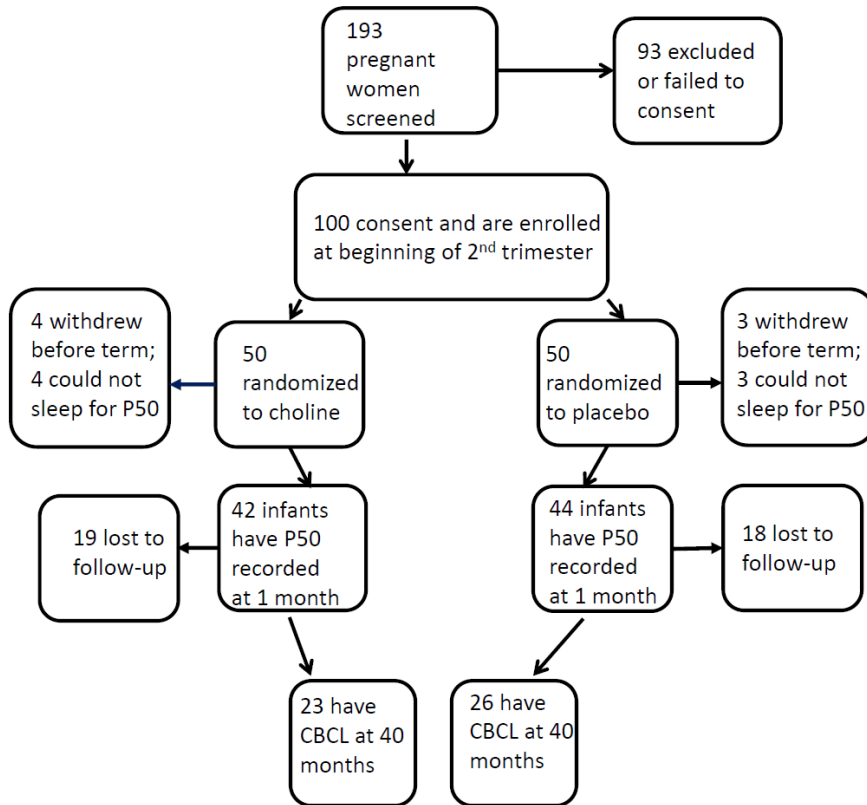 193
pregnant
women
screened
93 excluded
or failed to
consent
100 consent and are enrolled
at beginning of 2nd trimester
4 withdrew
before term;
4 could not
sleep for P50
50
randomized
to choline
50
randomized
to placebo
3 withdrew
before term;
3 could not
sleep for P50
19 lost to
follow-up
42 infants
have P50
recorded
at 1 month
44 infants
have P50
recorded
at 1 month
18 lost to
follow-up
23 have
CBCL at 40
months
26 have
CBCL at 40
months